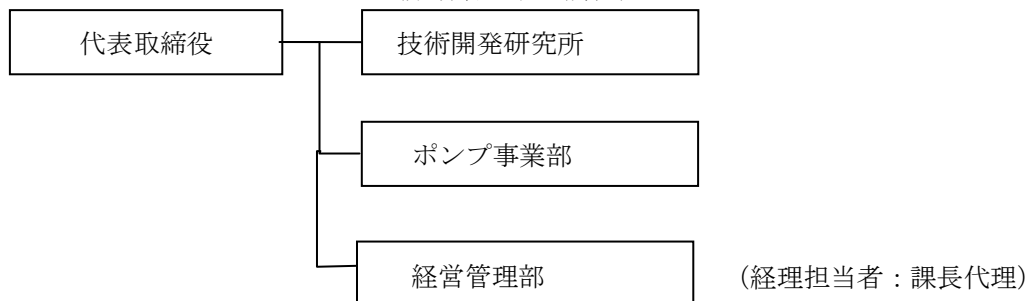 代表取締役
技術開発研究所
ポンプ事業部
経営管理部
(経理担当者:課長代理)